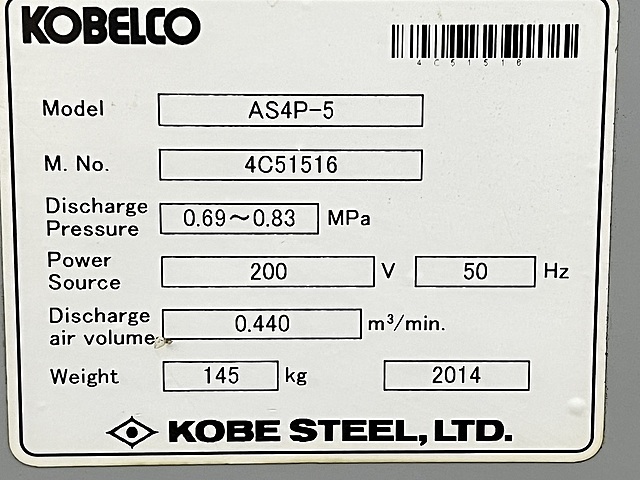 KOBELCO
4C51516
Model AS4P-5
M. No. 4C51516
Discharge
Pressure 0.69～0.83 MPa
Power
Source 200 V 50 Hz
Discharge
air volume 0.440 m³/min.
Weight 145 kg 2014
KOBE STEEL, LTD.